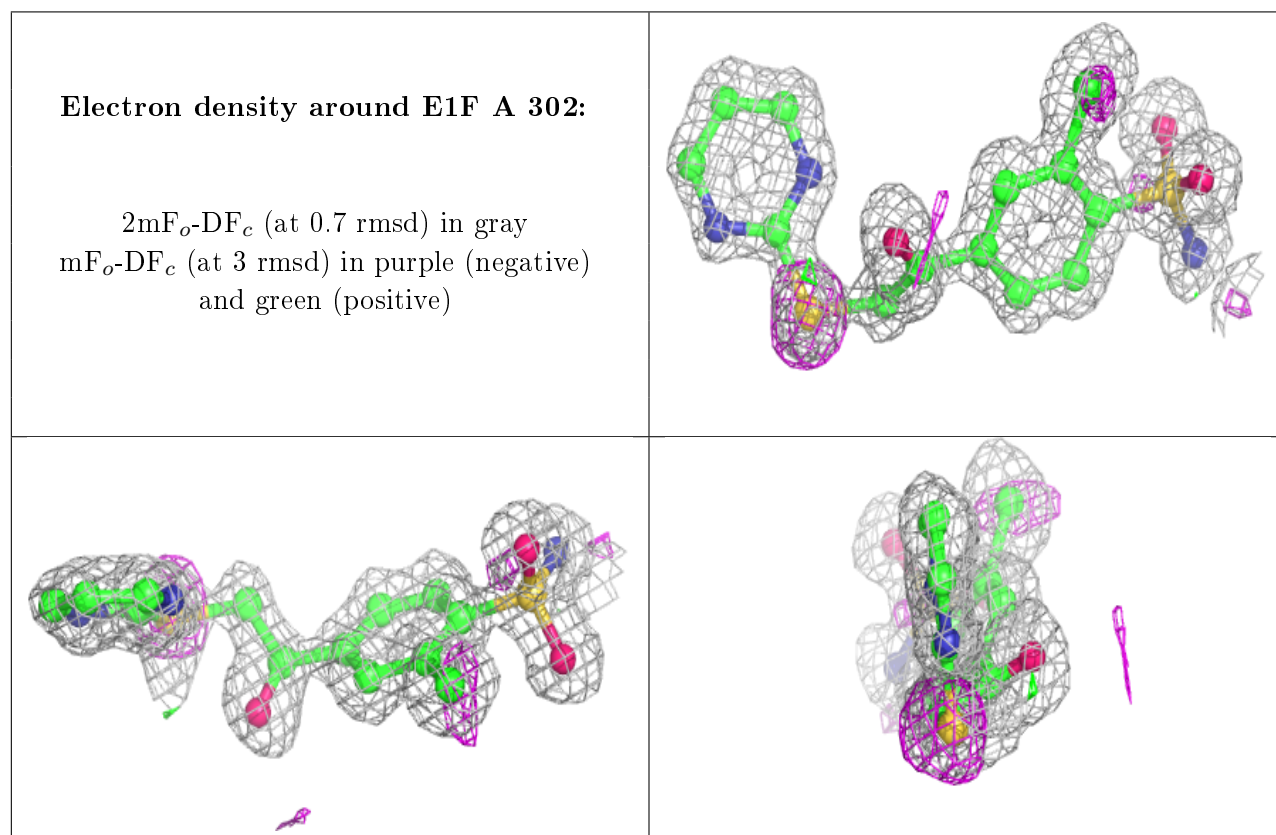 Electron density around E1F A 302:
2mFo-DFc (at 0.7 rmsd) in gray
mFo-DFc (at 3 rmsd) in purple (negative)
and green (positive)